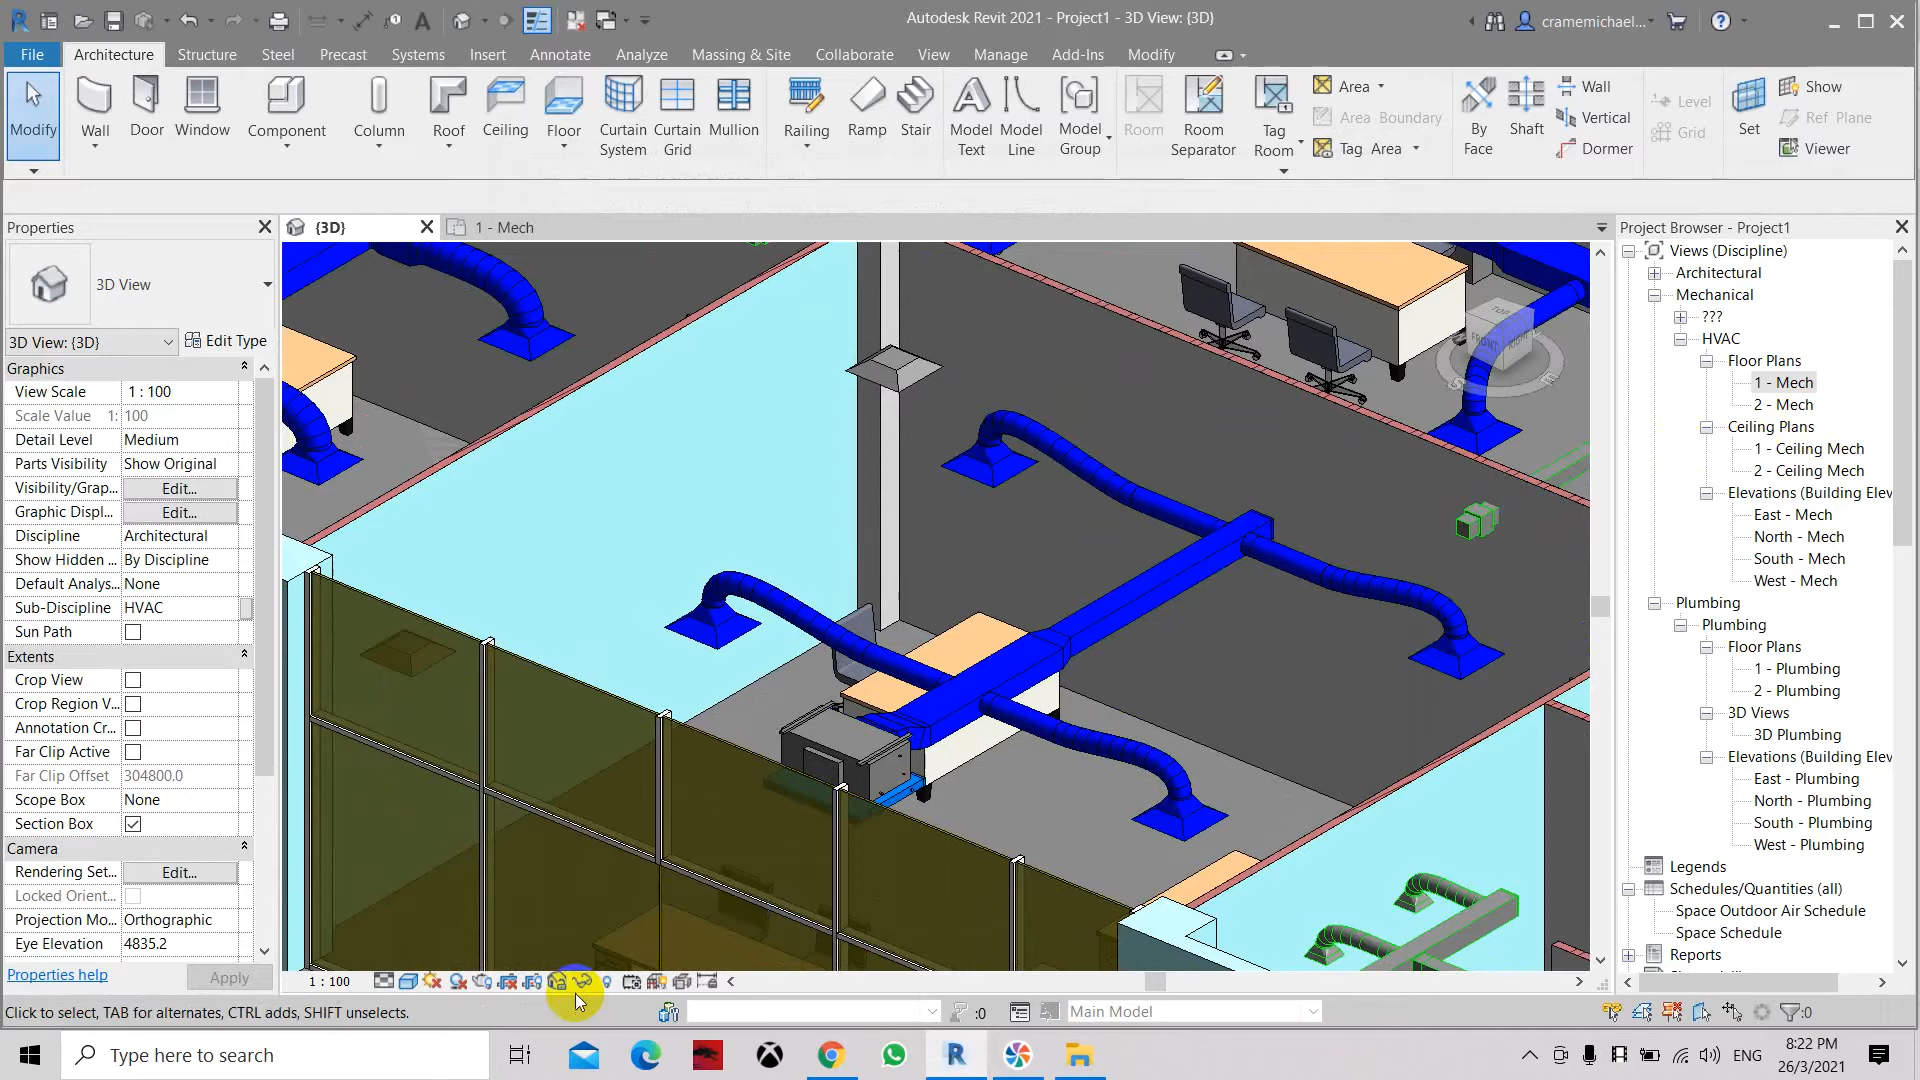 Autodesk Revit 2021 - Project1 - 3D View: {3D}
cramemichael...
File Architecture Structure Steel Precast Systems Insert Annotate Analyze Massing & Site Collaborate View Manage Add-Ins Modify
Modify
Wall
Door
Window
Component
Column
Roof
Ceiling
Floor
Curtain System
Curtain Grid
Mullion
Railing
Ramp
Stair
Model Text
Model Line
Model Group
Room
Room Separator
Tag Room
Area
Area Boundary
Tag Area
By Face
Shaft
Wall
Vertical
Dormer
Level
Grid
Set
Show
Ref Plane
Viewer
Properties
3D View
3D View: {3D}
Edit Type
Graphics
View Scale 1 : 100
Scale Value 1: 100
Detail Level Medium
Parts Visibility Show Original
Visibility/Grap... Edit...
Graphic Displ... Edit...
Discipline Architectural
Show Hidden ... By Discipline
Default Analys... None
Sub-Discipline HVAC
Sun Path
Extents
Crop View
Crop Region V...
Annotation Cr...
Far Clip Active
Far Clip Offset 304800.0
Scope Box None
Section Box
Camera
Rendering Set... Edit...
Locked Orient...
Projection Mo... Orthographic
Eye Elevation 4835.2
Properties help
Apply
{3D}
1 - Mech
TOP
FRONT
RIGHT
S
E
Project Browser - Project1
Views (Discipline)
Architectural
Mechanical
???
HVAC
Floor Plans
1 - Mech
2 - Mech
Ceiling Plans
1 - Ceiling Mech
2 - Ceiling Mech
Elevations (Building Elev
East - Mech
North - Mech
South - Mech
West - Mech
Plumbing
Plumbing
Floor Plans
1 - Plumbing
2 - Plumbing
3D Views
3D Plumbing
Elevations (Building Elev
East - Plumbing
North - Plumbing
South - Plumbing
West - Plumbing
Legends
Schedules/Quantities (all)
Space Outdoor Air Schedule
Space Schedule
Reports
1 : 100
Click to select, TAB for alternates, CTRL adds, SHIFT unselects.
:0
Main Model
:0
Type here to search
ENG
8:22 PM
26/3/2021